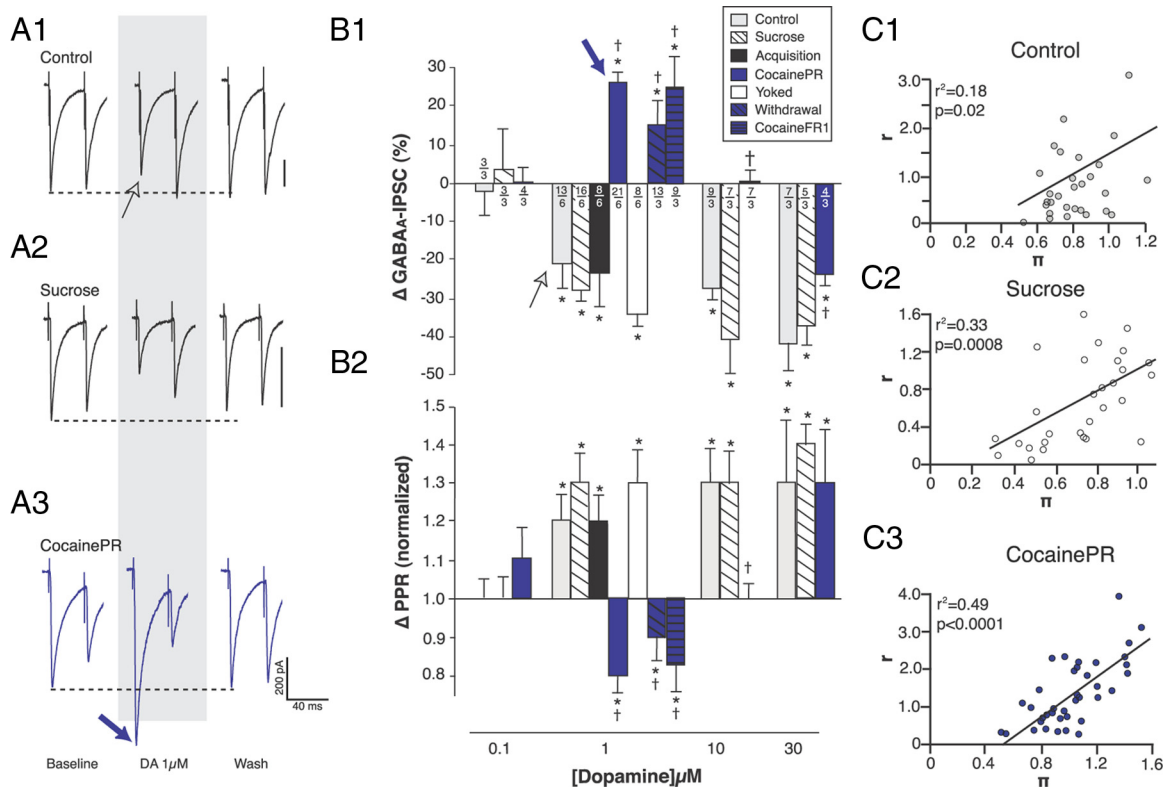 A1
Control
A2
Sucrose
A3
CocainePR
200 pA
40 ms
Baseline
DA 1µM
Wash
B1
Control
Sucrose
Acquisition
CocainePR
Yoked
Withdrawal
CocaineFR1
Δ GABAA-IPSC (%)
30
20
10
0
-10
-20
-30
-40
-50
† * † * † * †
3/3 3/3 4/3 13/6 16/6 8/6 21/6 8/6 13/3 9/3 9/3 7/3 7/3 7/3 5/3 4/3
* * * * * * * * * †
B2
Δ PPR (normalized)
1.5
1.4
1.3
1.2
1.1
1.0
0.9
0.8
* * * * * * † * * *
* † * † * †
0.1 1 10 30
[Dopamine]µM
C1
Control
r²=0.18
p=0.02
r
3.0
2.0
1.0
0
0 0.2 0.4 0.6 0.8 1.0 1.2
π
C2
Sucrose
r²=0.33
p=0.0008
r
1.6
1.2
0.8
0.4
0
0 0.2 0.4 0.6 0.8 1.0
π
C3
CocainePR
r²=0.49
p<0.0001
r
4.0
3.0
2.0
1.0
0
0 0.4 0.8 1.2 1.6
π